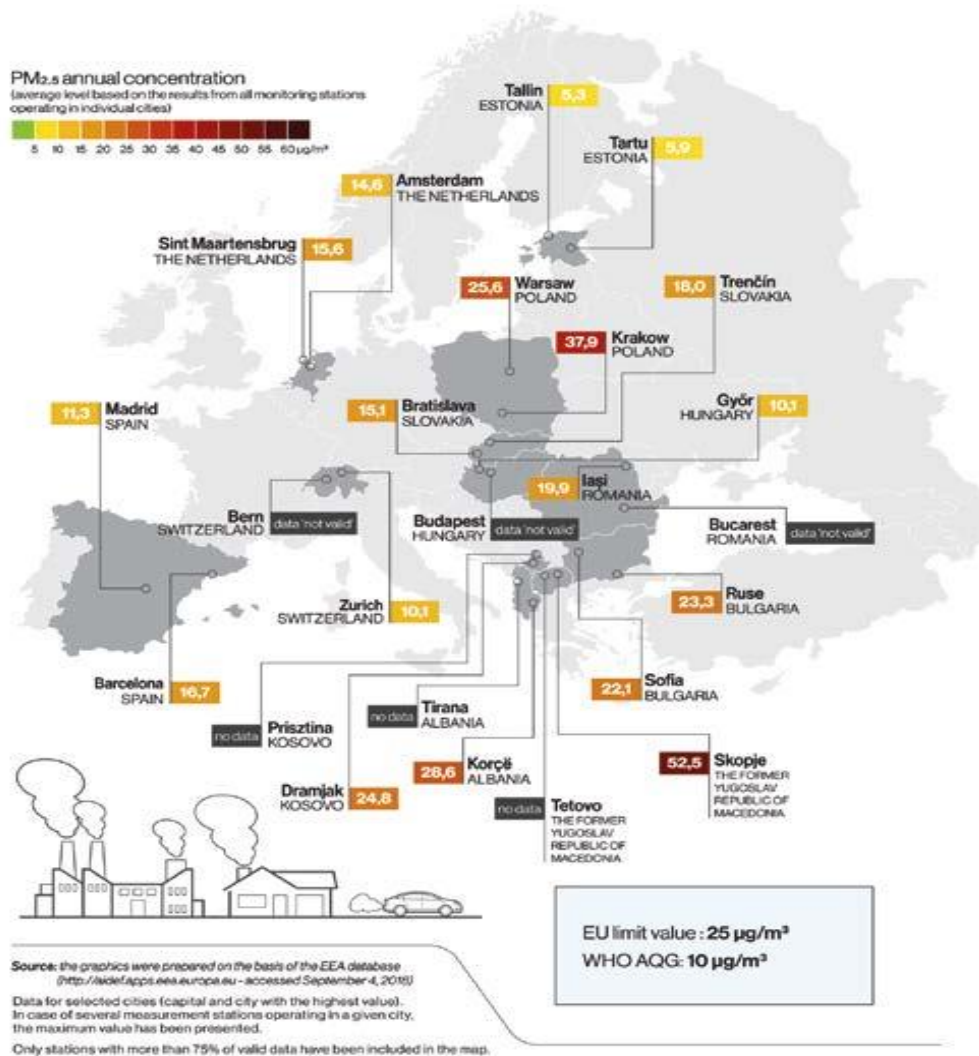 PM2.5 annual concentration
(average level based on the results from all monitoring stations
operating in individual cities)
5 10 15 20 25 30 35 40 45 50 55 60 µg/m³
Tallin
ESTONIA
5,3
Tartu
ESTONIA
5,9
14,6
Amsterdam
THE NETHERLANDS
Sint Maartensbrug
THE NETHERLANDS
15,6
25,6
Warsaw
POLAND
18,0
Trenčín
SLOVAKIA
37,9
Krakow
POLAND
11,3
Madrid
SPAIN
15,1
Bratislava
SLOVAKIA
Győr
HUNGARY
10,1
19,9
Iași
ROMANIA
Bern
SWITZERLAND
data 'not valid'
Budapest
HUNGARY
data 'not valid'
Bucarest
ROMANIA
data 'not valid'
Zurich
SWITZERLAND
10,1
23,3
Ruse
BULGARIA
Barcelona
SPAIN
16,7
22,1
Sofia
BULGARIA
no data
Prisztina
KOSOVO
no data
Tirana
ALBANIA
Dramjak
KOSOVO
24,8
28,6
Korçë
ALBANIA
no data
Tetovo
THE FORMER
YUGOSLAV
REPUBLIC OF
MACEDONIA
52,5
Skopje
THE FORMER
YUGOSLAV
REPUBLIC OF
MACEDONIA
EU limit value : 25 µg/m³
WHO AQG: 10 µg/m³
Source: the graphics were prepared on the basis of the EEA database
(http://aidef.apps.eea.europa.eu - accessed September 4, 2018)
Data for selected cities (capital and city with the highest value).
In case of several measurement stations operating in a given city,
the maximum value has been presented.
Only stations with more than 75% of valid data have been included in the map.